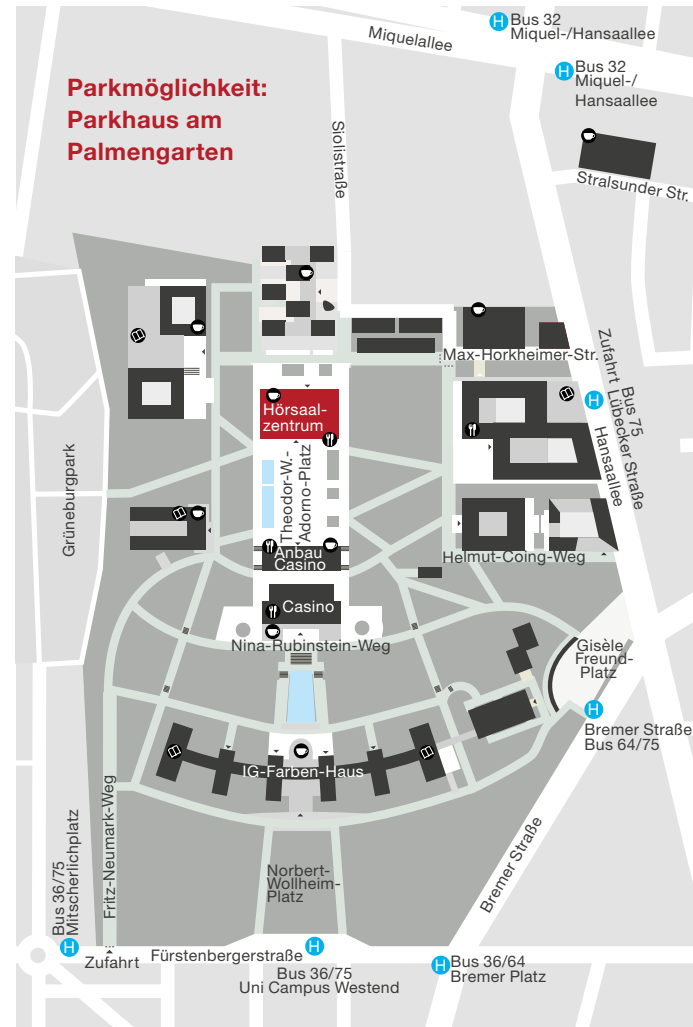 Bus 32
Miquel-/Hansaallee
Miquelallee
Bus 32
Miquel-/
Hansaallee
Parkmöglichkeit:
Parkhaus am
Palmengarten
Siolistraße
Stralsunder Str.
Max-Horkheimer-Str.
Zufahrt Lübecker Straße
Bus 75
Hansaallee
Hörsaal-
zentrum
Theodor-W.-
Adorno-Platz
Grüneburgpark
Anbau
Casino
Helmut-Coing-Weg
Casino
Nina-Rubinstein-Weg
Gisèle
Freund-
Platz
Bremer Straße
Bus 64/75
IG-Farben-Haus
Fritz-Neumark-Weg
Bremer Straße
Norbert-
Wollheim-
Platz
Bus 36/75
Mitscherlichplatz
Zufahrt
Fürstenbergerstraße
Bus 36/75
Uni Campus Westend
Bus 36/64
Bremer Platz
H
H
H
H
H
H
H